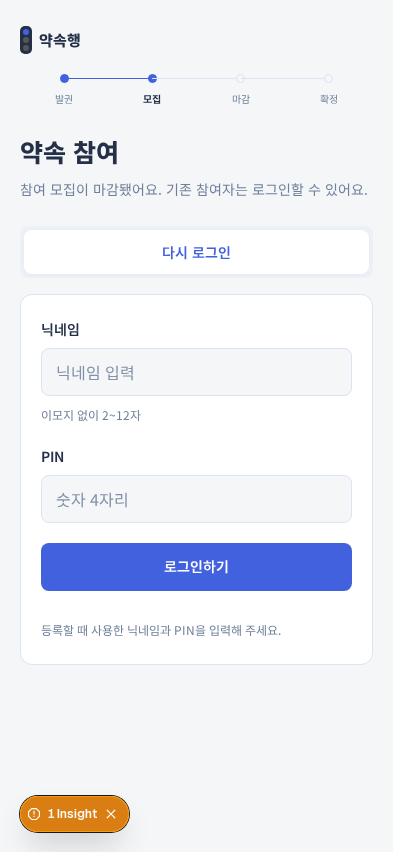 약속행
발권
모집
마감
확정
약속 참여
참여 모집이 마감됐어요. 기존 참여자는 로그인할 수 있어요.
다시 로그인
닉네임
닉네임 입력
이모지 없이 2~12자
PIN
숫자 4자리
로그인하기
등록할 때 사용한 닉네임과 PIN을 입력해 주세요.
1 Insight